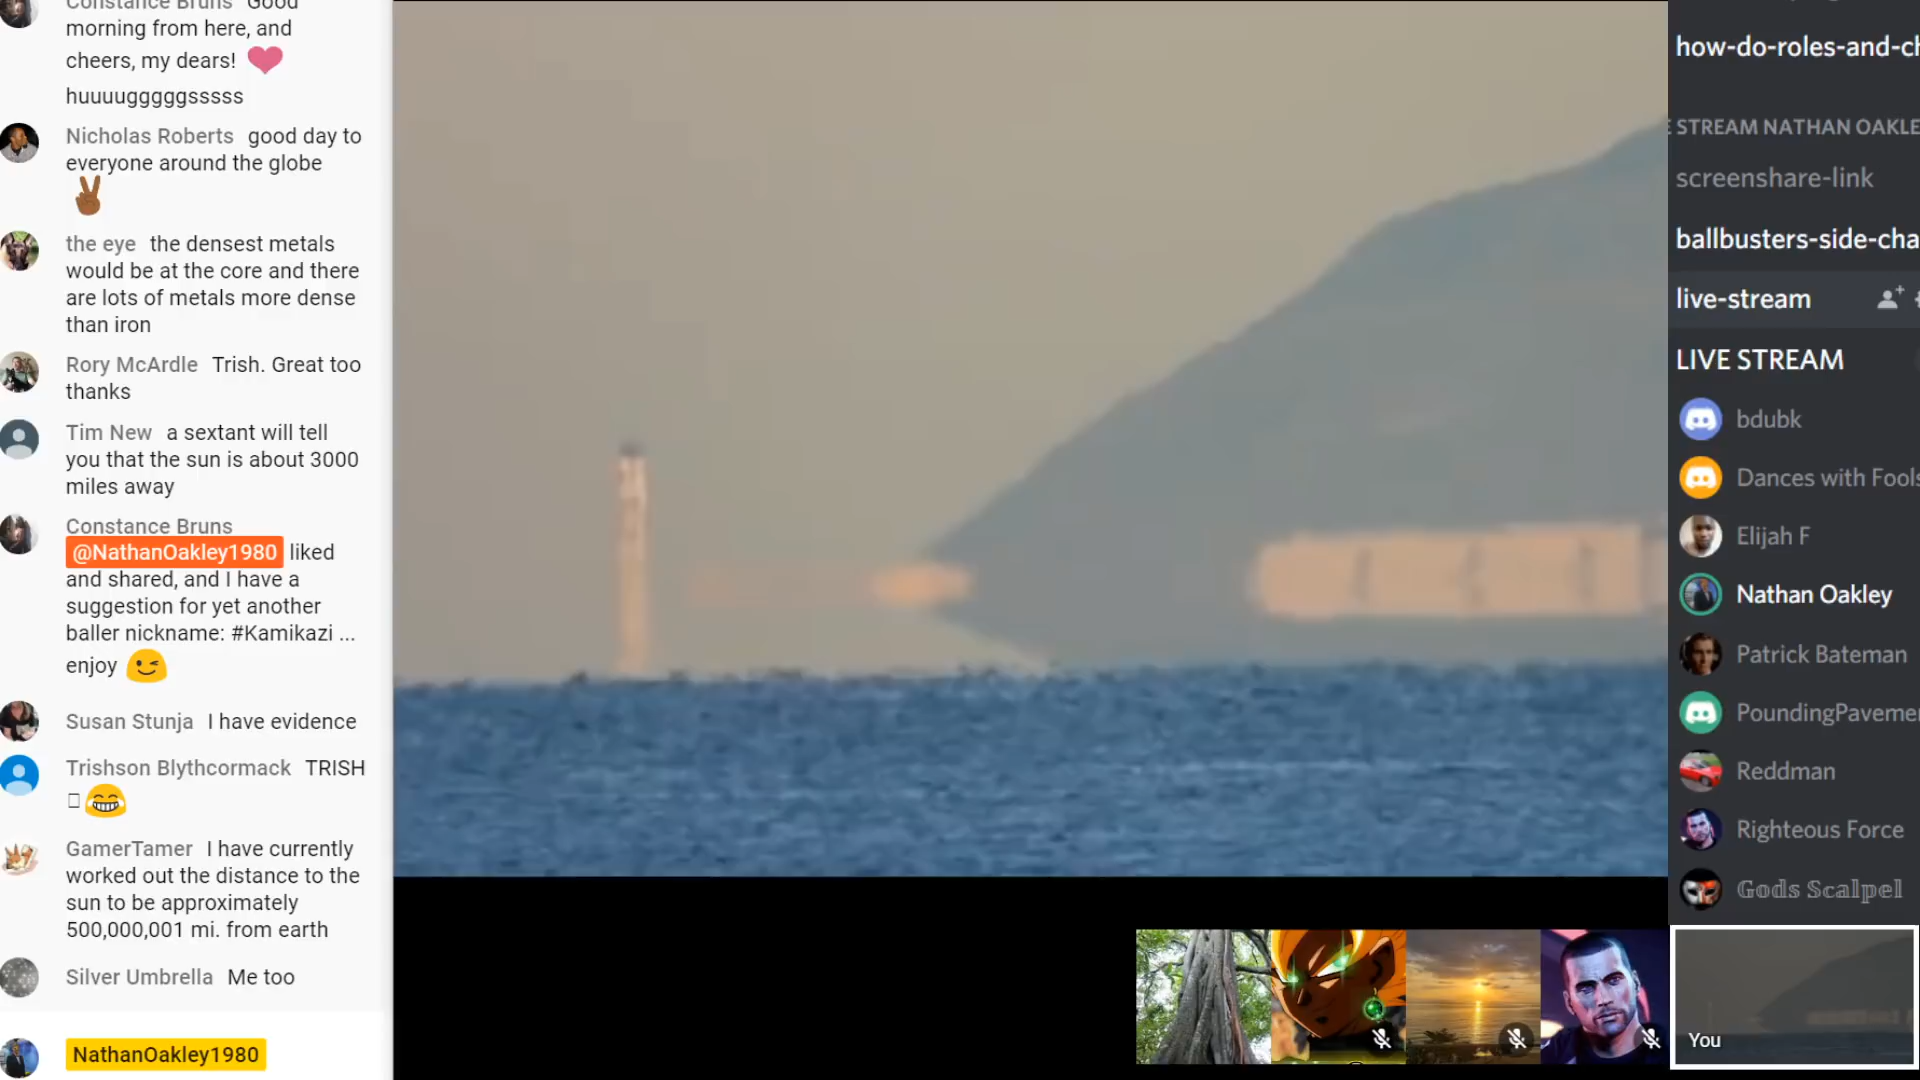 Constance Bruns Good
morning from here, and
cheers, my dears!
huuuugggggsssss
Nicholas Roberts good day to
everyone around the globe
the eye the densest metals
would be at the core and there
are lots of metals more dense
than iron
Rory McArdle Trish. Great too
thanks
Tim New a sextant will tell
you that the sun is about 3000
miles away
Constance Bruns
@NathanOakley1980 liked
and shared, and I have a
suggestion for yet another
baller nickname: #Kamikazi ...
enjoy
Susan Stunja I have evidence
Trishson Blythcormack TRISH
GamerTamer I have currently
worked out the distance to the
sun to be approximately
500,000,001 mi. from earth
Silver Umbrella Me too
NathanOakley1980
how-do-roles-and-ch
E STREAM NATHAN OAKLE
screenshare-link
ballbusters-side-cha
live-stream
LIVE STREAM
bdubk
Dances with Fools
Elijah F
Nathan Oakley
Patrick Bateman
PoundingPaveme
Reddman
Righteous Force
𝔾𝕠𝕕𝕤 𝕊𝕔𝕒𝕝𝕡𝕖𝕝
You